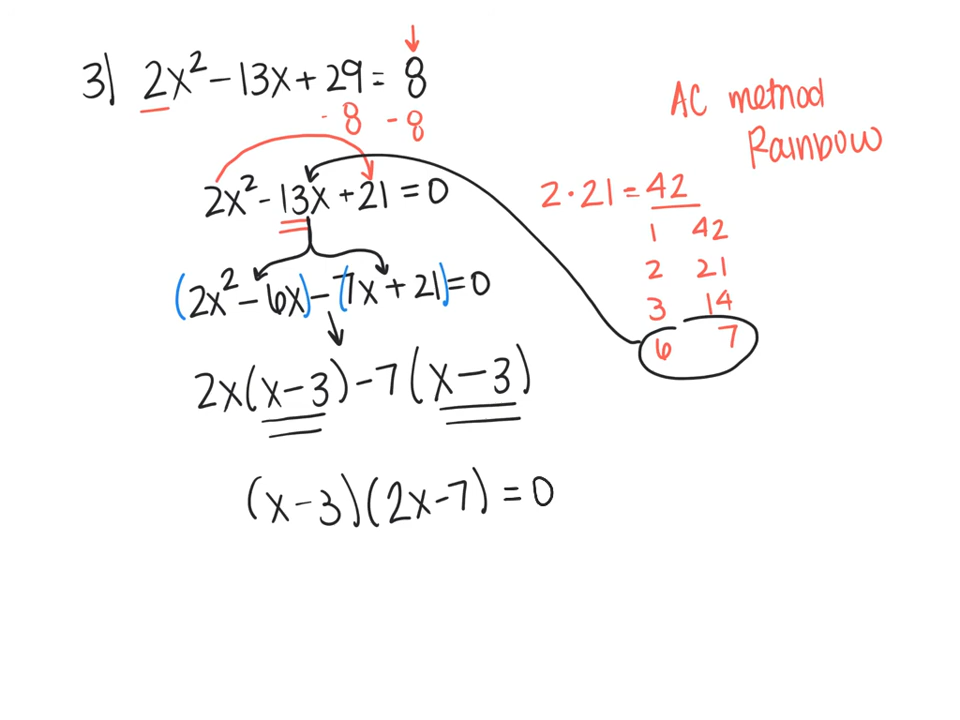 3) 2x² - 13x + 29 = 8
- 8 - 8
AC method
Rainbow
2x² - 13x + 21 = 0
2 · 21 = 42
1 42
2 21
3 14
6 7
(2x² - 6x) - (7x + 21) = 0
2x(x - 3) - 7(x - 3)
(x - 3)(2x - 7) = 0